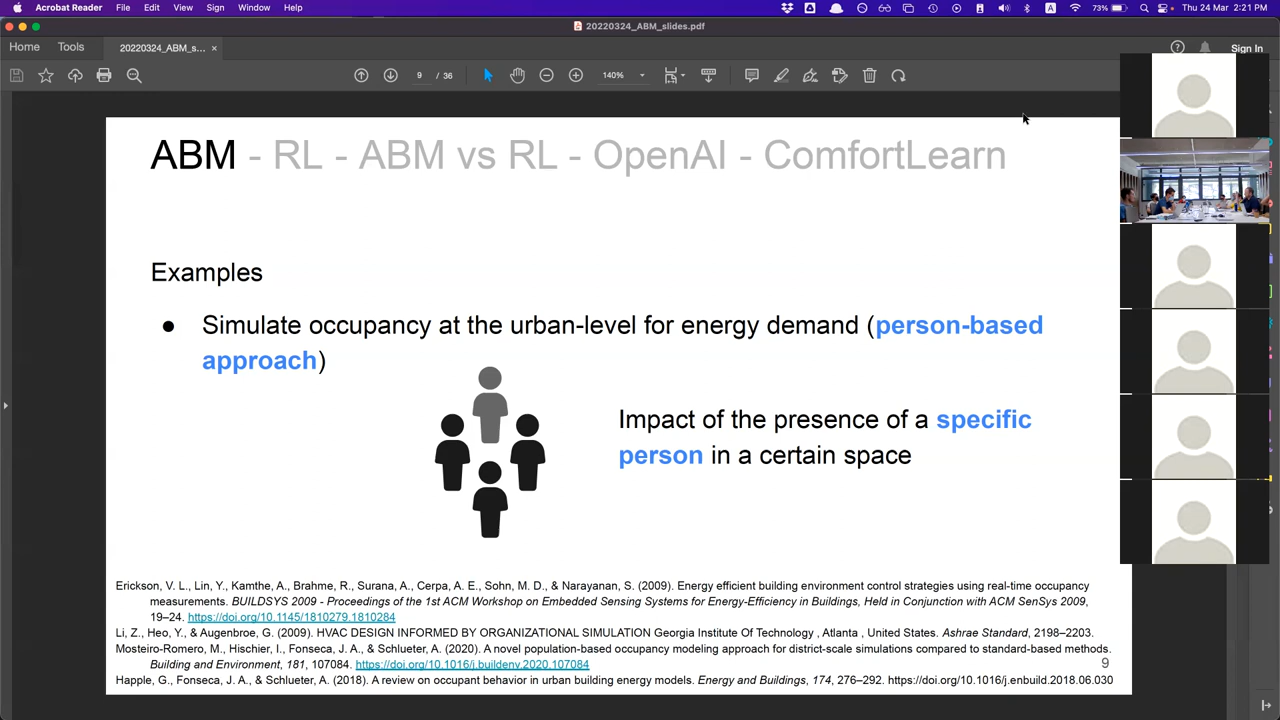 Acrobat Reader File Edit View Sign Window Help 73% Thu 24 Mar 2:21 PM
20220324_ABM_slides.pdf
Home Tools 20220324_ABM_s... × Sign In
9 / 36 140%
ABM - RL - ABM vs RL - OpenAI - ComfortLearn
Examples
● Simulate occupancy at the urban-level for energy demand (person-based
approach)
Impact of the presence of a specific
person in a certain space
Erickson, V. L., Lin, Y., Kamthe, A., Brahme, R., Surana, A., Cerpa, A. E., Sohn, M. D., & Narayanan, S. (2009). Energy efficient building environment control strategies using real-time occupancy
measurements. BUILDSYS 2009 - Proceedings of the 1st ACM Workshop on Embedded Sensing Systems for Energy-Efficiency in Buildings, Held in Conjunction with ACM SenSys 2009,
19–24. https://doi.org/10.1145/1810279.1810284
Li, Z., Heo, Y., & Augenbroe, G. (2009). HVAC DESIGN INFORMED BY ORGANIZATIONAL SIMULATION Georgia Institute Of Technology , Atlanta , United States. Ashrae Standard, 2198–2203.
Mosteiro-Romero, M., Hischier, I., Fonseca, J. A., & Schlueter, A. (2020). A novel population-based occupancy modeling approach for district-scale simulations compared to standard-based methods.
Building and Environment, 181, 107084. https://doi.org/10.1016/j.buildenv.2020.107084
9
Happle, G., Fonseca, J. A., & Schlueter, A. (2018). A review on occupant behavior in urban building energy models. Energy and Buildings, 174, 276–292. https://doi.org/10.1016/j.enbuild.2018.06.030